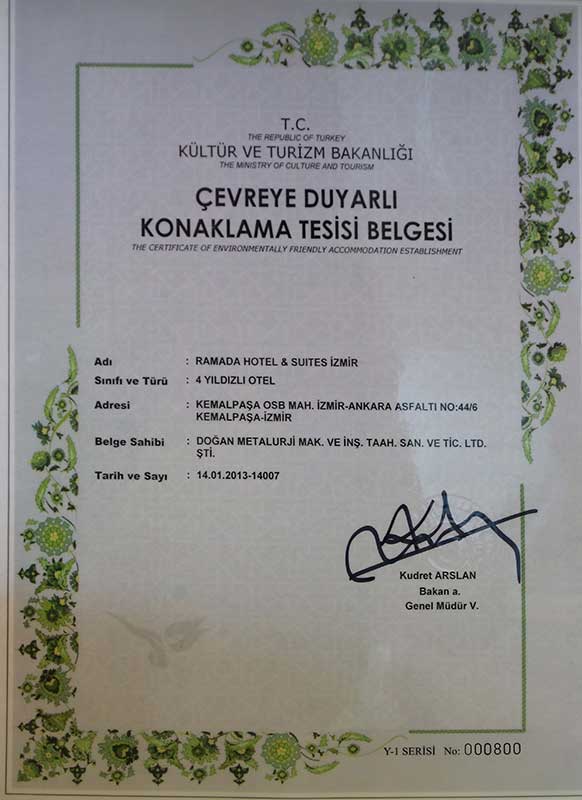 T.C.
THE REPUBLIC OF TURKEY
KÜLTÜR VE TURİZM BAKANLIĞI
THE MINISTRY OF CULTURE AND TOURISM
ÇEVREYE DUYARLI
KONAKLAMA TESİSİ BELGESİ
THE CERTIFICATE OF ENVIRONMENTALLY FRIENDLY ACCOMMODATION ESTABLISHMENT
Adı : RAMADA HOTEL & SUITES İZMİR
Sınıfı ve Türü : 4 YILDIZLI OTEL
Adresi : KEMALPAŞA OSB MAH. İZMİR-ANKARA ASFALTI NO:44/6
KEMALPAŞA-İZMİR
Belge Sahibi : DOĞAN METALURJİ MAK. VE İNŞ. TAAH. SAN. VE TİC. LTD.
ŞTİ.
Tarih ve Sayı : 14.01.2013-14007
Kudret ARSLAN
Bakan a.
Genel Müdür V.
Y-1 SERİSİ No: 000800